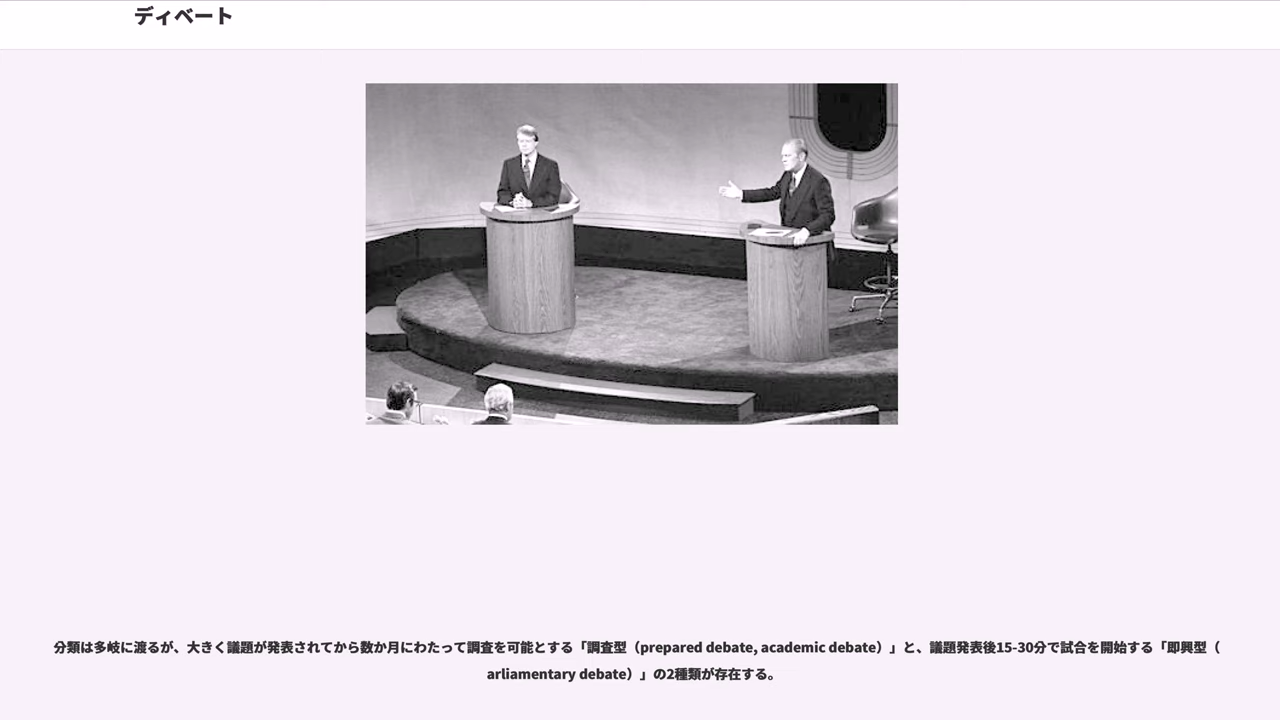 ディベート
分類は多岐に渡るが、大きく議題が発表されてから数か月にわたって調査を可能とする「調査型（prepared debate, academic debate）」と、議題発表後15-30分で試合を開始する「即興型（
arliamentary debate）」の2種類が存在する。